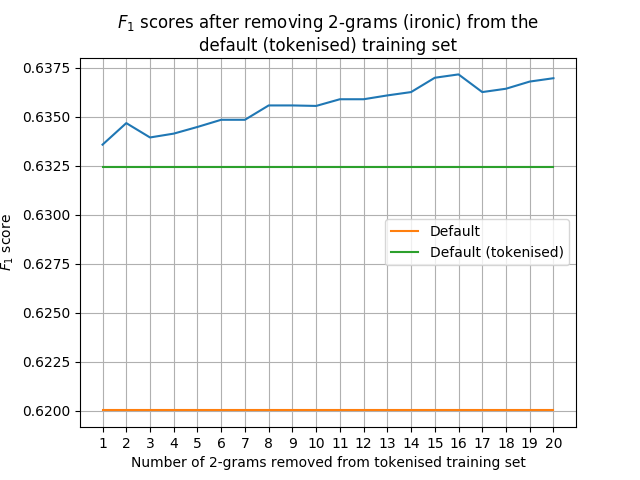 F1 scores after removing 2-grams (ironic) from the
default (tokenised) training set
0.6375
0.6350
0.6325
0.6300
0.6275
0.6250
0.6225
0.6200
F1 score
Default
Default (tokenised)
1 2 3 4 5 6 7 8 9 10 11 12 13 14 15 16 17 18 19 20
Number of 2-grams removed from tokenised training set